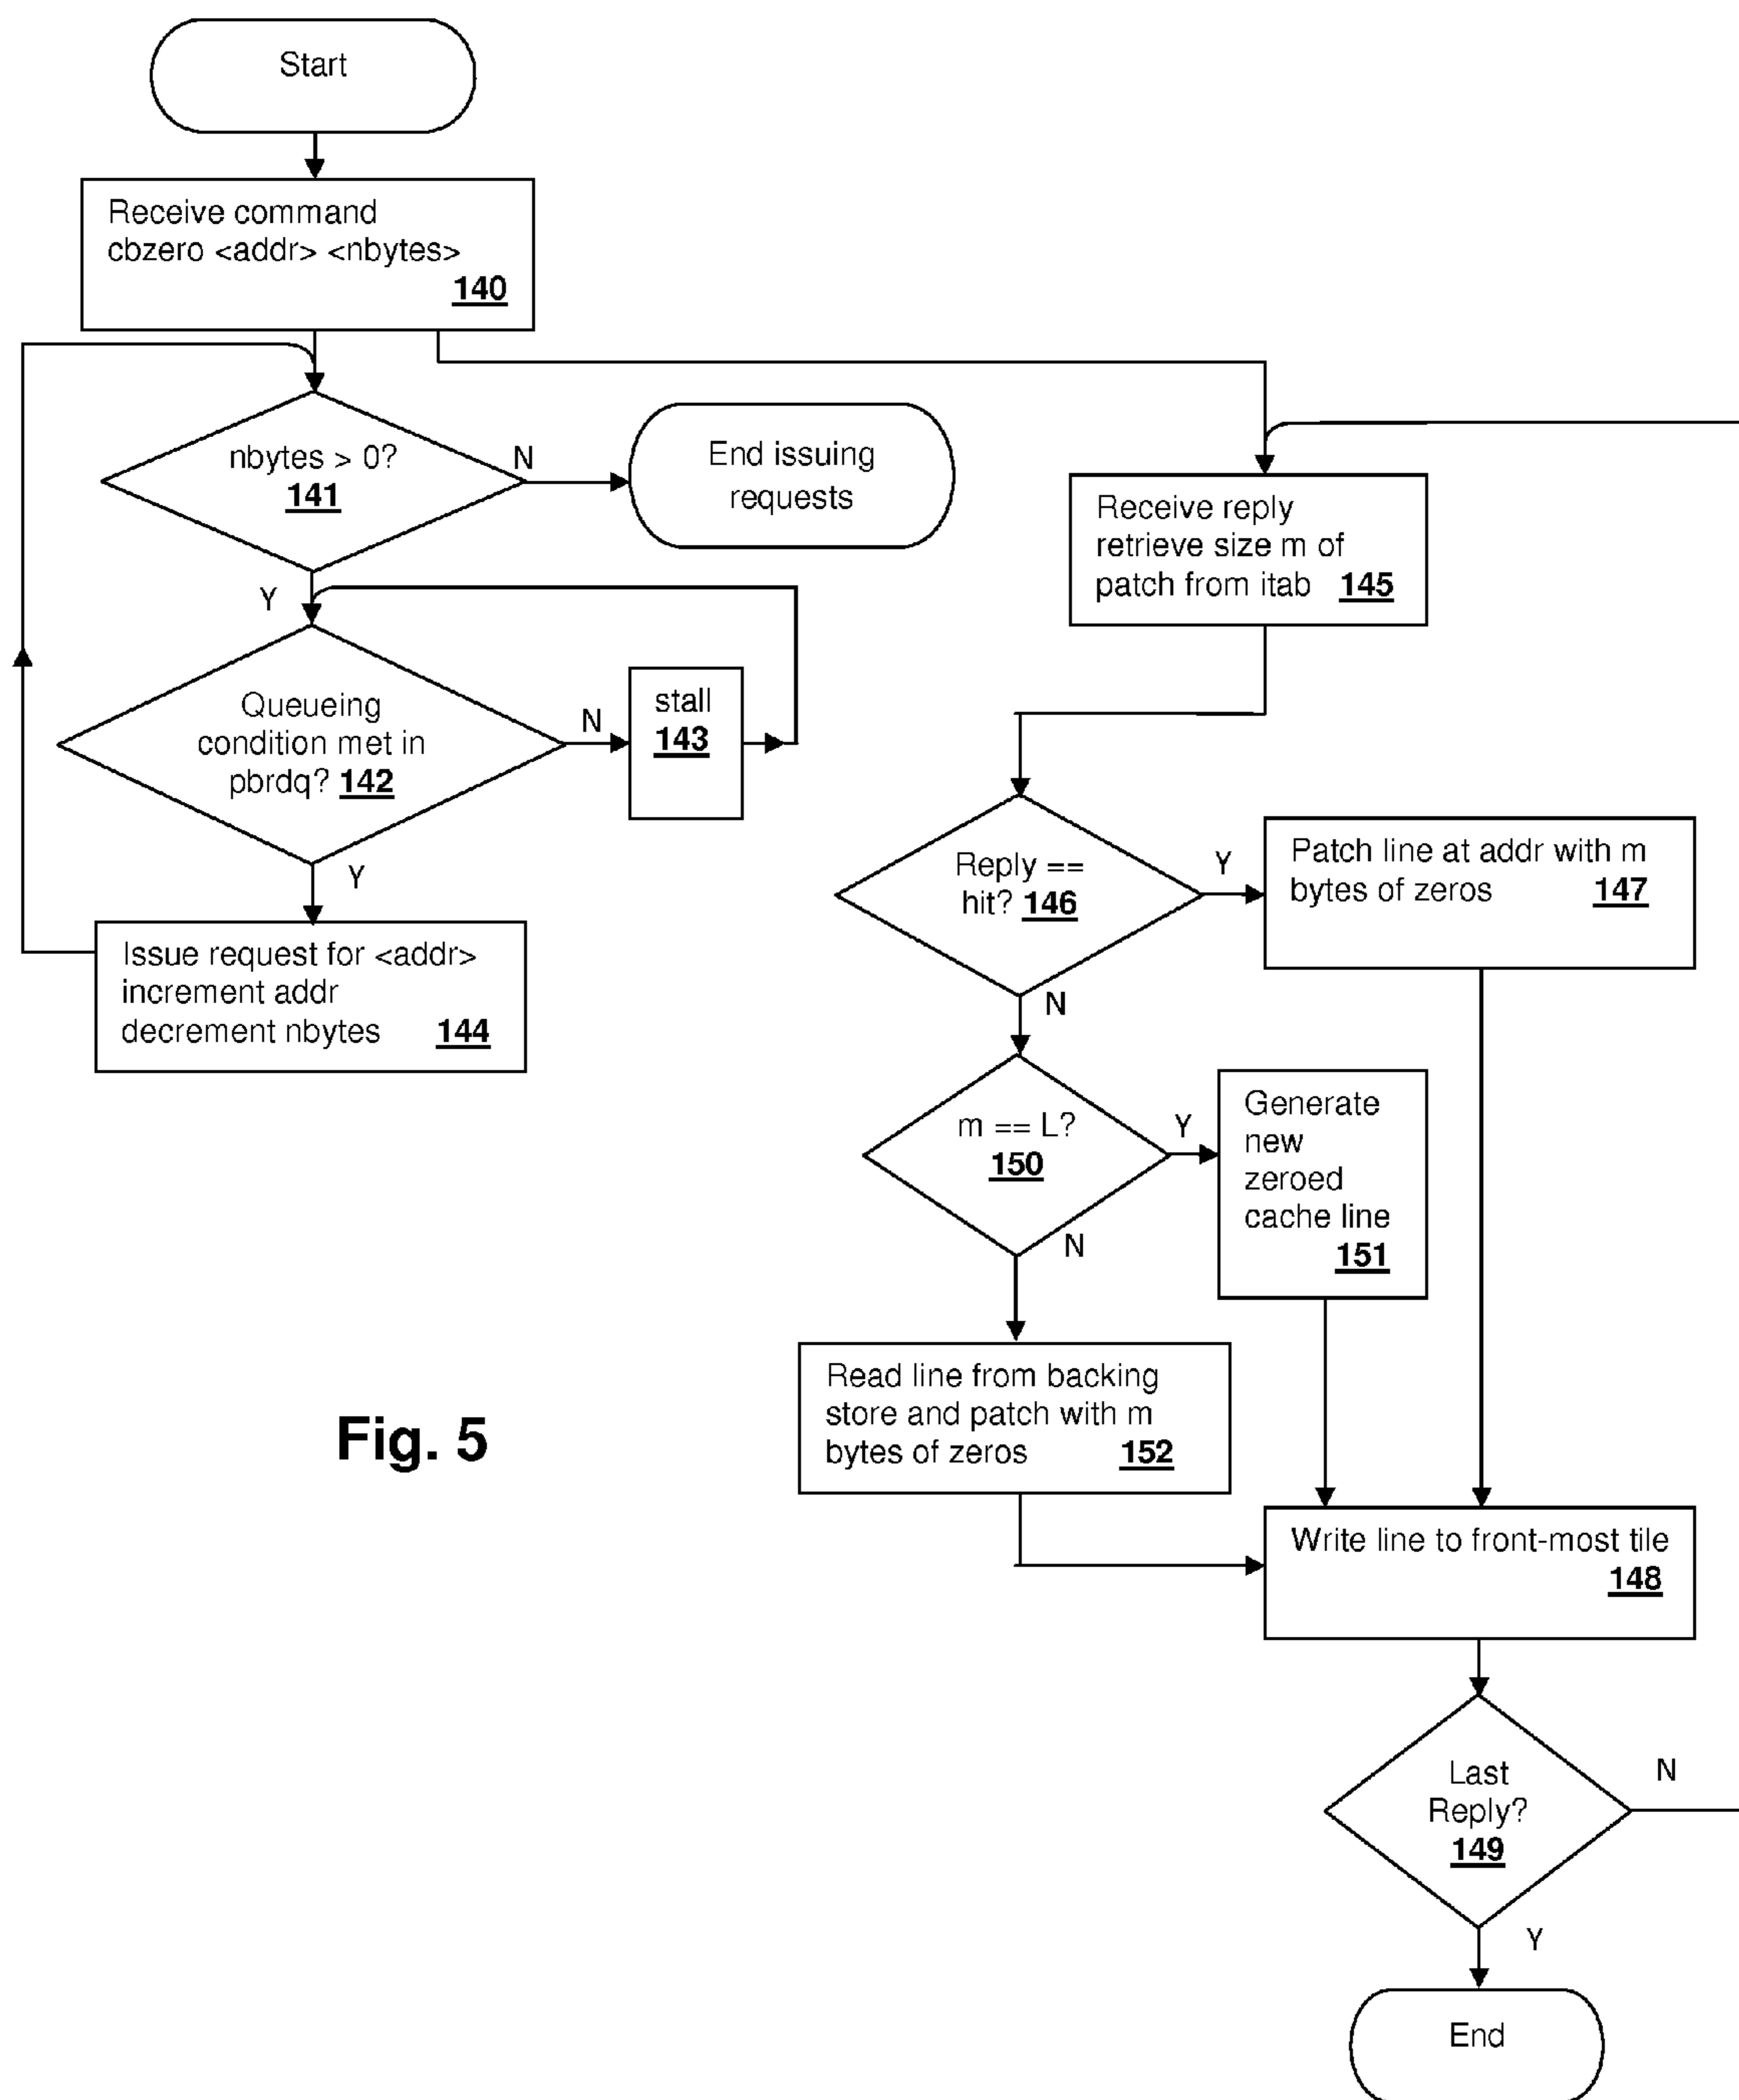 Start
Receive command
cbzero <addr> <nbytes>
140
nbytes > 0?
141
N
End issuing
requests
Y
Queueing
condition met in
pbrdq? 142
N
stall
143
Y
Issue request for <addr>
increment addr
decrement nbytes 144
Receive reply
retrieve size m of
patch from itab 145
Reply ==
hit? 146
Y
Patch line at addr with m
bytes of zeros 147
N
m == L?
150
Y
Generate
new
zeroed
cache line
151
N
Read line from backing
store and patch with m
bytes of zeros 152
Write line to front-most tile
148
Last
Reply?
149
N
Y
End
Fig. 5